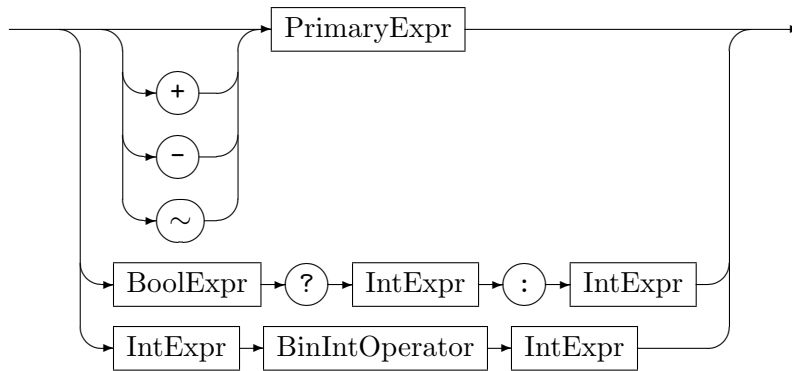 PrimaryExpr
+
-
~
BoolExpr ? IntExpr : IntExpr
IntExpr BinIntOperator IntExpr